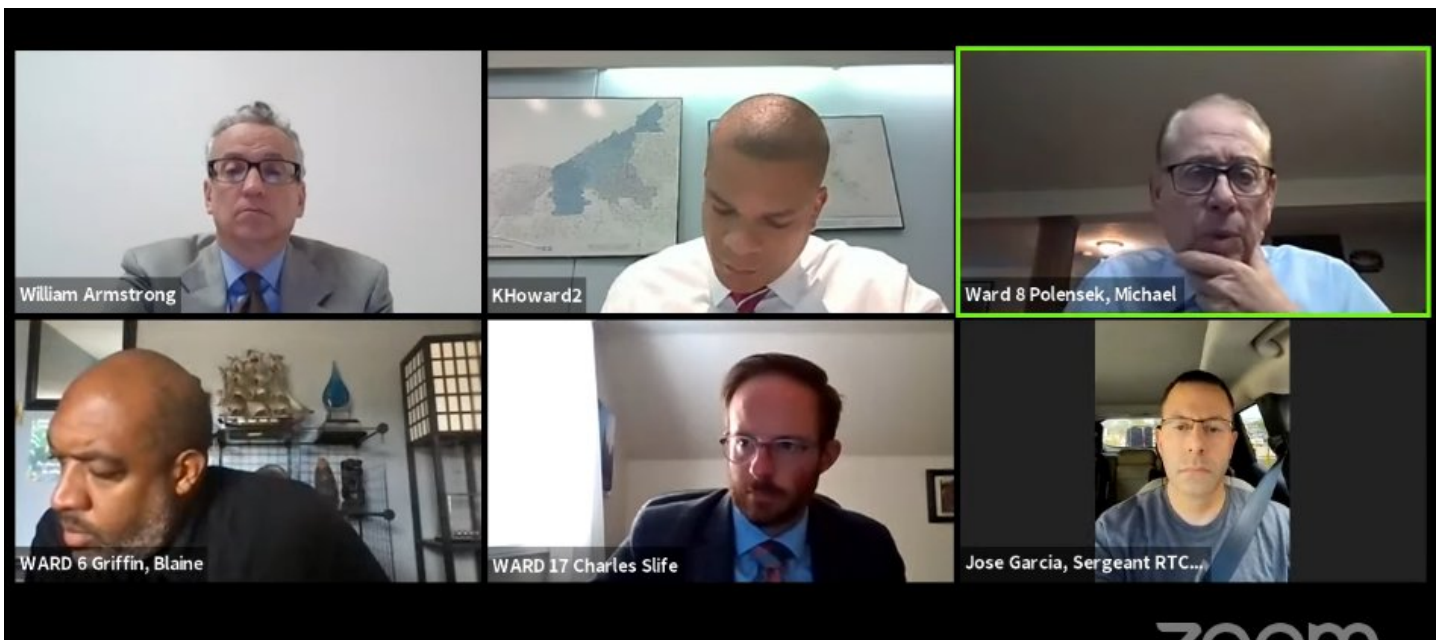 William Armstrong
KHoward2
Ward 8 Polensek, Michael
WARD 6 Griffin, Blaine
WARD 17 Charles Slife
Jose Garcia, Sergeant RTC...
zoom